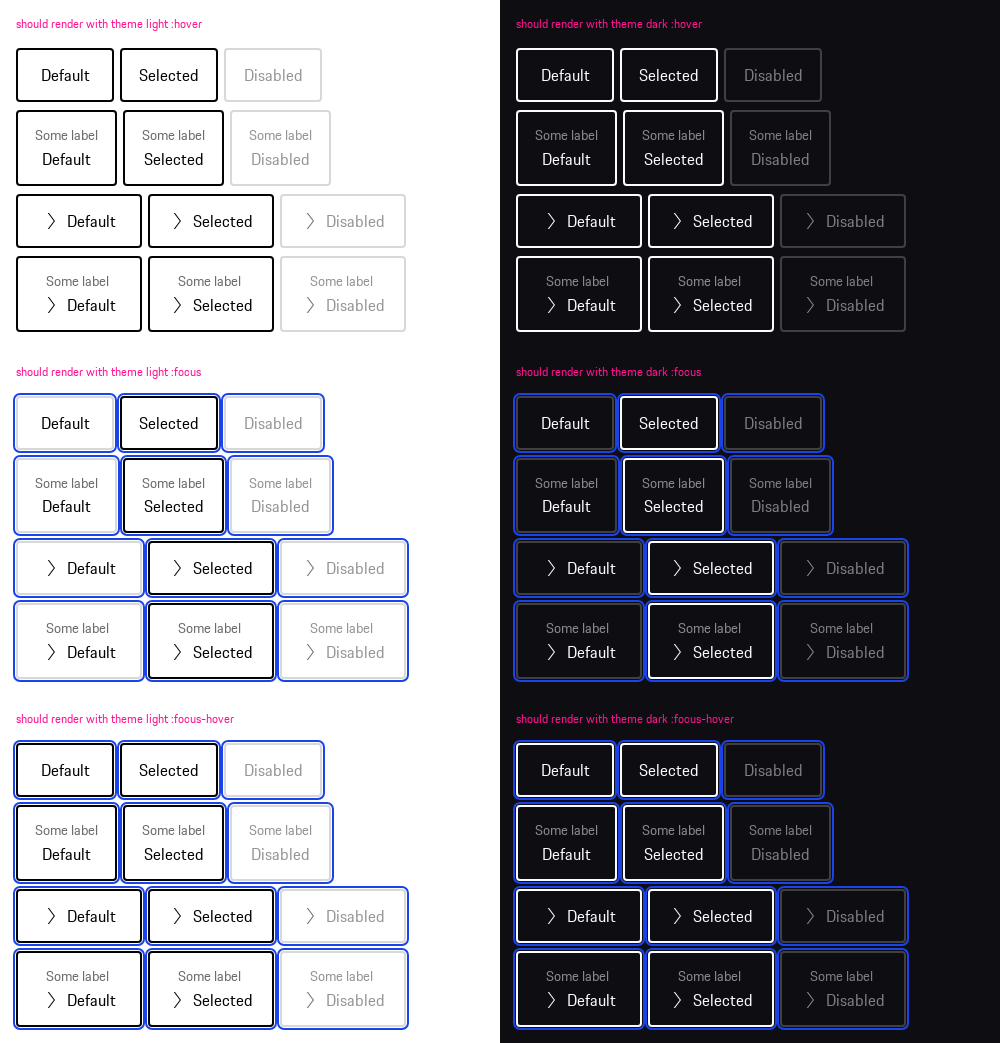 should render with theme light :hover
Default Selected Disabled
Some label Some label Some label
Default Selected Disabled
Default Selected Disabled
Some label Some label Some label
Default Selected Disabled
should render with theme light :focus
Default Selected Disabled
Some label Some label Some label
Default Selected Disabled
Default Selected Disabled
Some label Some label Some label
Default Selected Disabled
should render with theme light :focus-hover
Default Selected Disabled
Some label Some label Some label
Default Selected Disabled
Default Selected Disabled
Some label Some label Some label
Default Selected Disabled
should render with theme dark :hover
Default Selected Disabled
Some label Some label Some label
Default Selected Disabled
Default Selected Disabled
Some label Some label Some label
Default Selected Disabled
should render with theme dark :focus
Default Selected Disabled
Some label Some label Some label
Default Selected Disabled
Default Selected Disabled
Some label Some label Some label
Default Selected Disabled
should render with theme dark :focus-hover
Default Selected Disabled
Some label Some label Some label
Default Selected Disabled
Default Selected Disabled
Some label Some label Some label
Default Selected Disabled